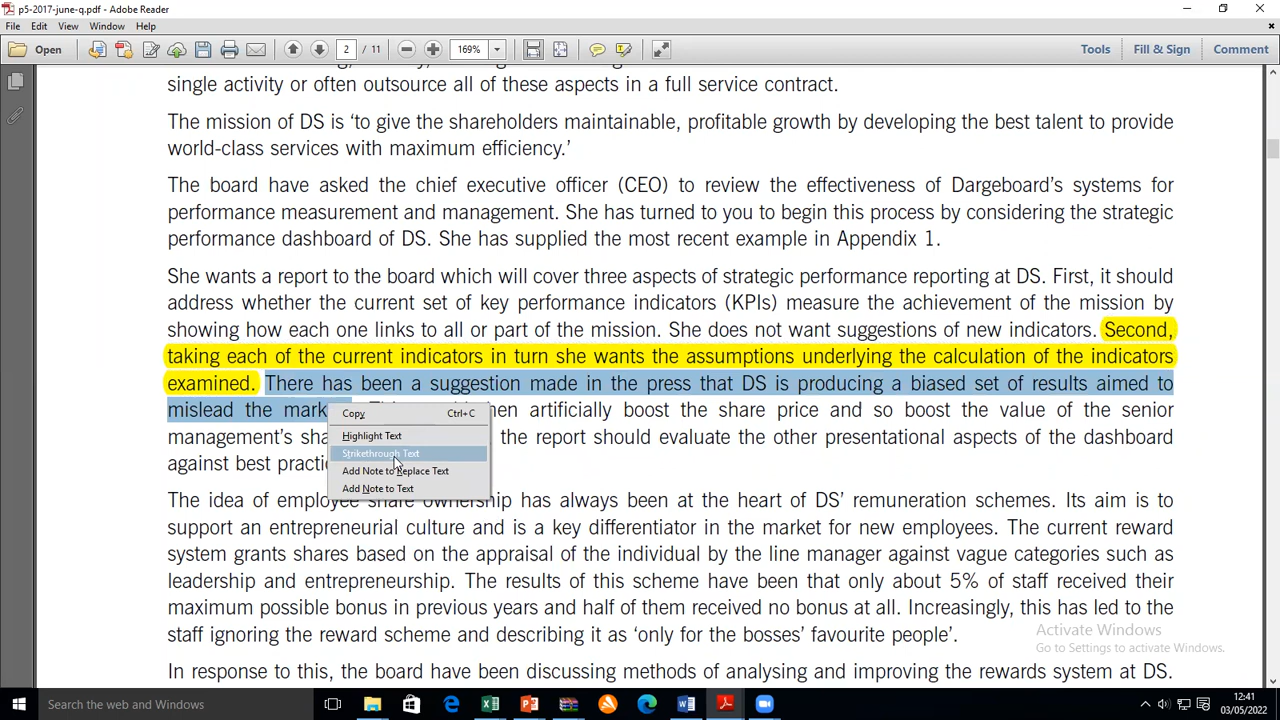 p5-2017-june-q.pdf - Adobe Reader
File Edit View Window Help
Open 2 / 11 169% Tools Fill & Sign Comment
single activity or often outsource all of these aspects in a full service contract.
The mission of DS is ‘to give the shareholders maintainable, profitable growth by developing the best talent to provide
world-class services with maximum efficiency.’
The board have asked the chief executive officer (CEO) to review the effectiveness of Dargeboard’s systems for
performance measurement and management. She has turned to you to begin this process by considering the strategic
performance dashboard of DS. She has supplied the most recent example in Appendix 1.
She wants a report to the board which will cover three aspects of strategic performance reporting at DS. First, it should
address whether the current set of key performance indicators (KPIs) measure the achievement of the mission by
showing how each one links to all or part of the mission. She does not want suggestions of new indicators. Second,
taking each of the current indicators in turn she wants the assumptions underlying the calculation of the indicators
examined. There has been a suggestion made in the press that DS is producing a biased set of results aimed to
mislead the mark
artificially boost the share price and so boost the value of the senior
management’s
the report should evaluate the other presentational aspects of the dashboard
against best
Copy Ctrl+C
Highlight Text
Strikethrough Text
Add Note to Replace Text
Add Note to Text
The idea of employee share ownership has always been at the heart of DS’ remuneration schemes. Its aim is to
support an entrepreneurial culture and is a key differentiator in the market for new employees. The current reward
system grants shares based on the appraisal of the individual by the line manager against vague categories such as
leadership and entrepreneurship. The results of this scheme have been that only about 5% of staff received their
maximum possible bonus in previous years and half of them received no bonus at all. Increasingly, this has led to the
staff ignoring the reward scheme and describing it as ‘only for the bosses’ favourite people’.
In response to this, the board have been discussing methods of analysing and improving the rewards system at DS.
Activate Windows
Go to Settings to activate Windows.
Search the web and Windows
12:41
03/05/2022